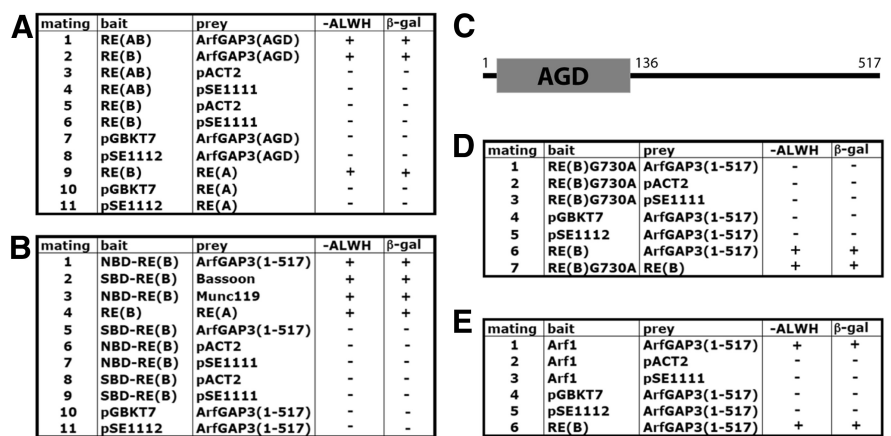 A
mating bait prey -ALWH β-gal
1 RE(AB) ArfGAP3(AGD) + +
2 RE(B) ArfGAP3(AGD) + +
3 RE(AB) pACT2 - -
4 RE(AB) pSE1111 - -
5 RE(B) pACT2 - -
6 RE(B) pSE1111 - -
7 pGBKT7 ArfGAP3(AGD) - -
8 pSE1112 ArfGAP3(AGD) - -
9 RE(B) RE(A) + +
10 pGBKT7 RE(A) - -
11 pSE1112 RE(A) - -
B
mating bait prey -ALWH β-gal
1 NBD-RE(B) ArfGAP3(1-517) + +
2 SBD-RE(B) Bassoon + +
3 NBD-RE(B) Munc119 + +
4 RE(B) RE(A) + +
5 SBD-RE(B) ArfGAP3(1-517) - -
6 NBD-RE(B) pACT2 - -
7 NBD-RE(B) pSE1111 - -
8 SBD-RE(B) pACT2 - -
9 SBD-RE(B) pSE1111 - -
10 pGBKT7 ArfGAP3(1-517) - -
11 pSE1112 ArfGAP3(1-517) - -
C
1 136 517
AGD
D
mating bait prey -ALWH β-gal
1 RE(B)G730A ArfGAP3(1-517) - -
2 RE(B)G730A pACT2 - -
3 RE(B)G730A pSE1111 - -
4 pGBKT7 ArfGAP3(1-517) - -
5 pSE1112 ArfGAP3(1-517) - -
6 RE(B) ArfGAP3(1-517) + +
7 RE(B)G730A RE(B) + +
E
mating bait prey -ALWH β-gal
1 Arf1 ArfGAP3(1-517) + +
2 Arf1 pACT2 - -
3 Arf1 pSE1111 - -
4 pGBKT7 ArfGAP3(1-517) - -
5 pSE1112 ArfGAP3(1-517) - -
6 RE(B) ArfGAP3(1-517) + +